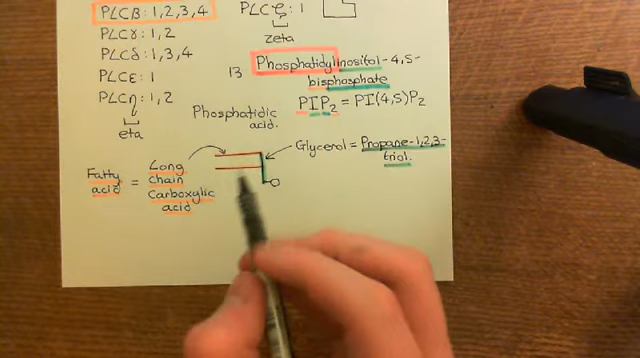 PLCβ: 1,2,3,4
PLCγ: 1,2
PLCδ: 1,3,4
PLCε: 1
PLCη: 1,2
eta
PLCζ: 1
zeta
13
Phosphatidylinositol-4,5-
bisphosphate
PIP₂ = PI(4,5)P₂
Phosphatidic
acid.
Glycerol = Propane-1,2,3-
triol.
Fatty
acid
=
Long
chain
Carboxylic
acid